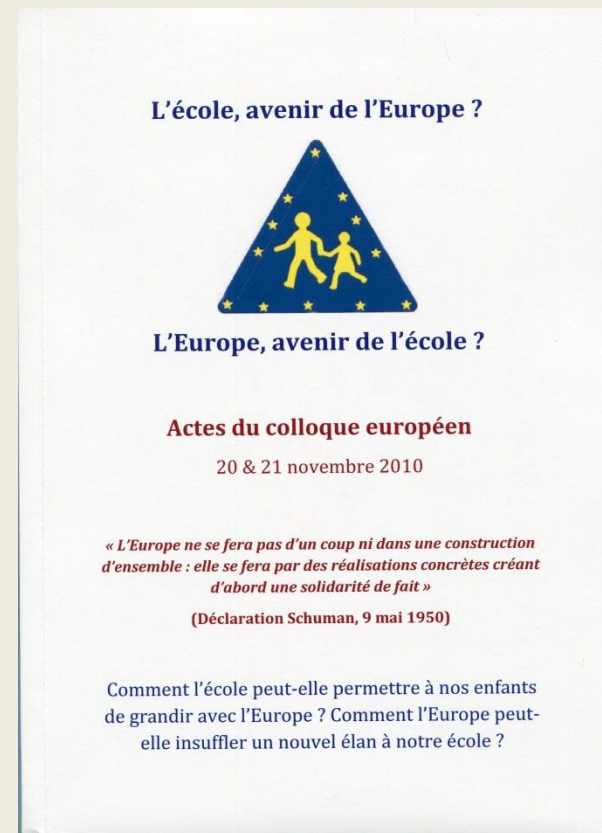 L'école, avenir de l'Europe ?
L'Europe, avenir de l'école ?
Actes du colloque européen
20 & 21 novembre 2010
« L'Europe ne se fera pas d'un coup ni dans une construction
d'ensemble : elle se fera par des réalisations concrètes créant
d'abord une solidarité de fait »
(Déclaration Schuman, 9 mai 1950)
Comment l'école peut-elle permettre à nos enfants
de grandir avec l'Europe ? Comment l'Europe peut-
elle insuffler un nouvel élan à notre école ?